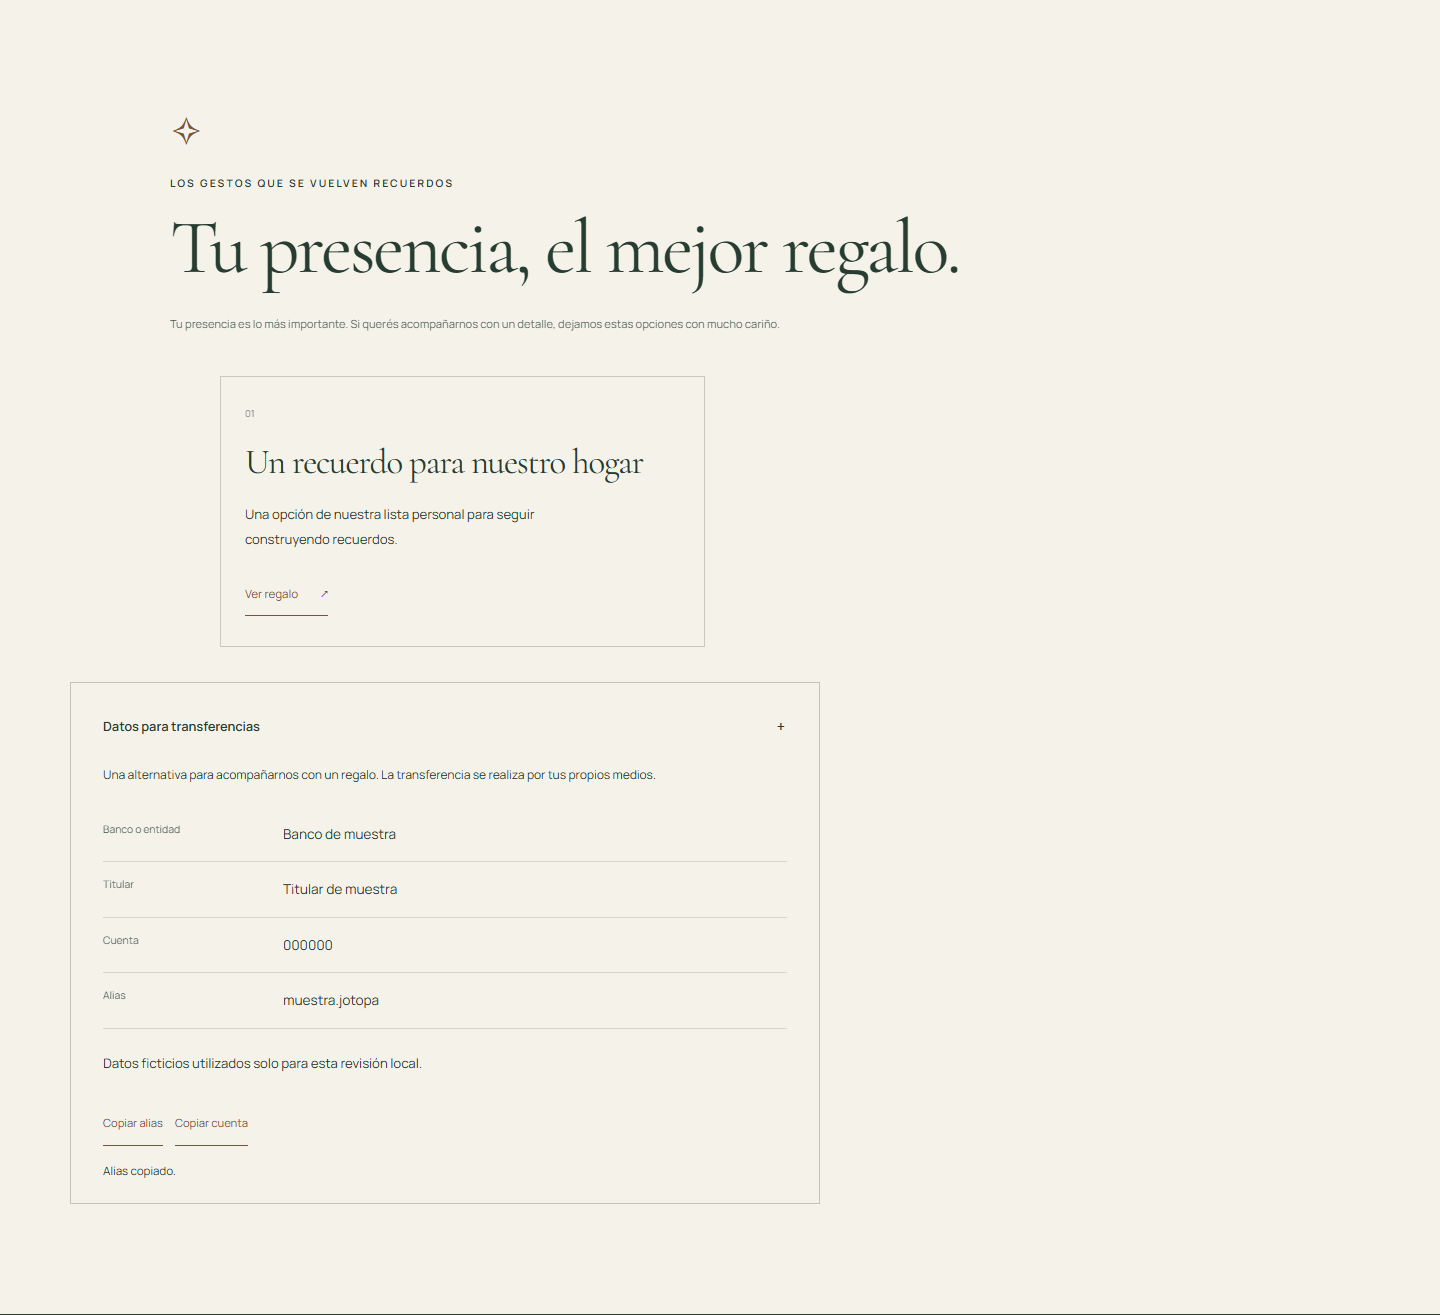 LOS GESTOS QUE SE VUELVEN RECUERDOS
Tu presencia, el mejor regalo.
Tu presencia es lo más importante. Si querés acompañarnos con un detalle, dejamos estas opciones con mucho cariño.
01
Un recuerdo para nuestro hogar
Una opción de nuestra lista personal para seguir
construyendo recuerdos.
Ver regalo ↗
Datos para transferencias +
Una alternativa para acompañarnos con un regalo. La transferencia se realiza por tus propios medios.
Banco o entidad Banco de muestra
Titular Titular de muestra
Cuenta 000000
Alias muestra.jotopa
Datos ficticios utilizados solo para esta revisión local.
Copiar alias Copiar cuenta
Alias copiado.